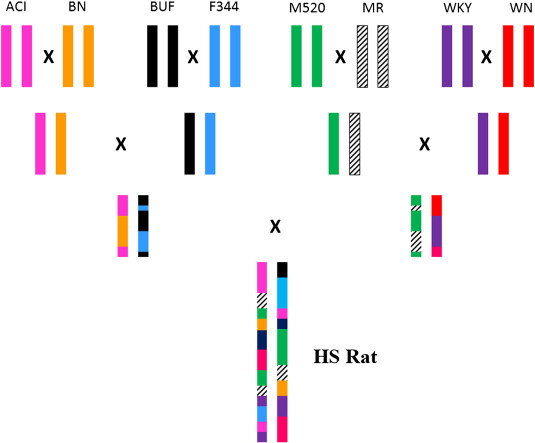 ACI BN BUF F344 M520 MR WKY WN
X X X X
X X
X
HS Rat